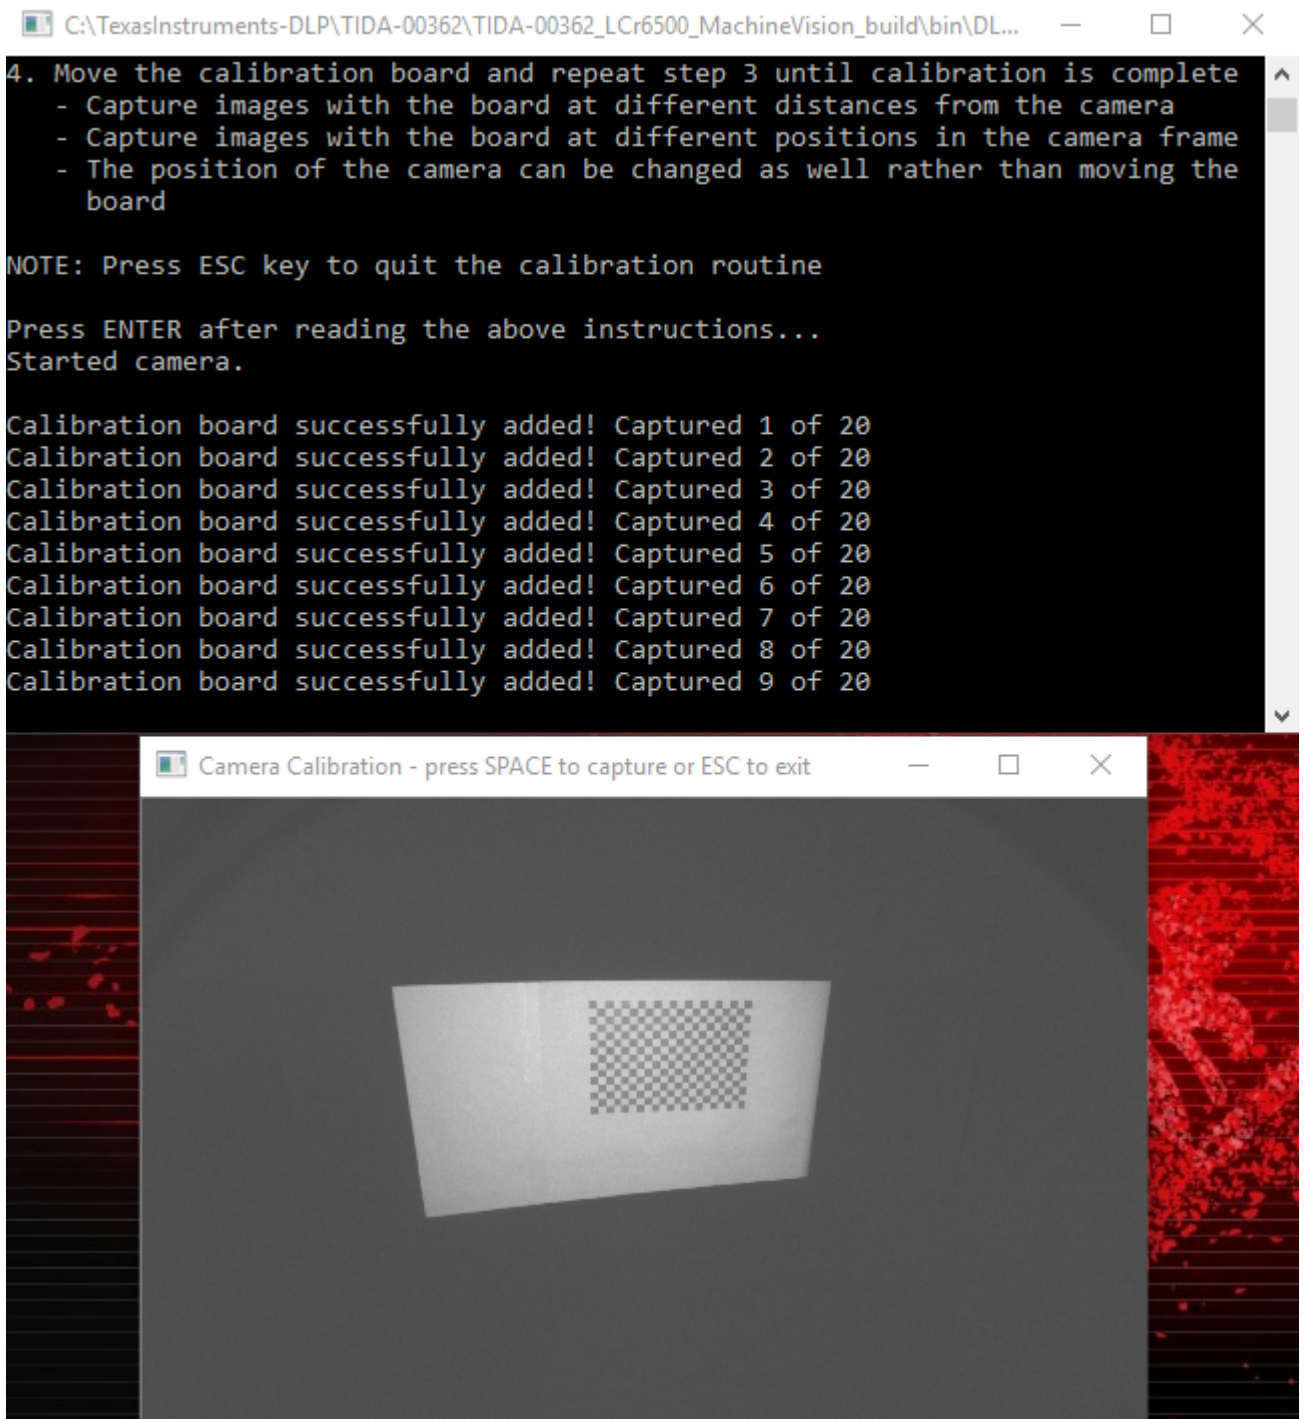 C:\TexasInstruments-DLP\TIDA-00362\TIDA-00362_LCr6500_MachineVision_build\bin\DL...
4. Move the calibration board and repeat step 3 until calibration is complete
- Capture images with the board at different distances from the camera
- Capture images with the board at different positions in the camera frame
- The position of the camera can be changed as well rather than moving the
board
NOTE: Press ESC key to quit the calibration routine
Press ENTER after reading the above instructions...
Started camera.
Calibration board successfully added! Captured 1 of 20
Calibration board successfully added! Captured 2 of 20
Calibration board successfully added! Captured 3 of 20
Calibration board successfully added! Captured 4 of 20
Calibration board successfully added! Captured 5 of 20
Calibration board successfully added! Captured 6 of 20
Calibration board successfully added! Captured 7 of 20
Calibration board successfully added! Captured 8 of 20
Calibration board successfully added! Captured 9 of 20
Camera Calibration - press SPACE to capture or ESC to exit